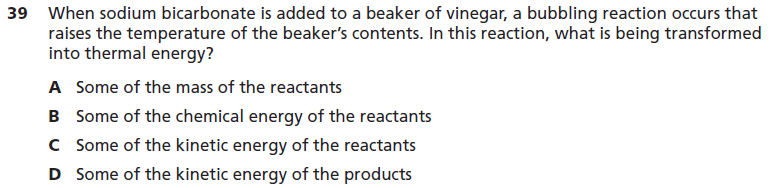 39 When sodium bicarbonate is added to a beaker of vinegar, a bubbling reaction occurs that
raises the temperature of the beaker’s contents. In this reaction, what is being transformed
into thermal energy?
A Some of the mass of the reactants
B Some of the chemical energy of the reactants
C Some of the kinetic energy of the reactants
D Some of the kinetic energy of the products